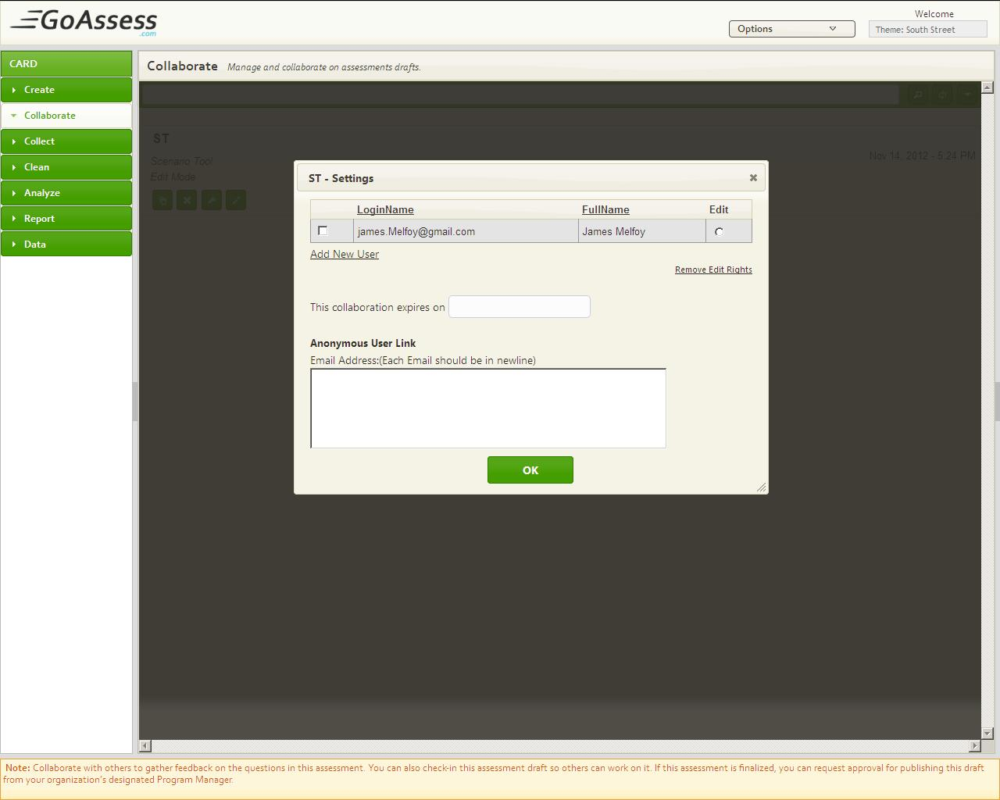 GoAssess
.com
Welcome
Options
Theme: South Street
CARD
Create
Collaborate
Collect
Clean
Analyze
Report
Data
Collaborate Manage and collaborate on assessments drafts.
ST
Scenario Tool
Edit Mode
Nov 14, 2012 - 5:24 PM
ST - Settings
LoginName FullName Edit
james.Melfoy@gmail.com James Melfoy
Add New User
Remove Edit Rights
This collaboration expires on
Anonymous User Link
Email Address:(Each Email should be in newline)
OK
Note: Collaborate with others to gather feedback on the questions in this assessment. You can also check-in this assessment draft so others can work on it. If this assessment is finalized, you can request approval for publishing this draft
from your organization's designated Program Manager.